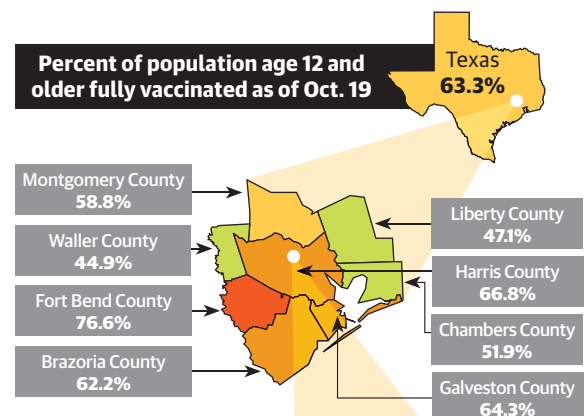 Percent of population age 12 and
older fully vaccinated as of Oct. 19
Texas
63.3%
Montgomery County
58.8%
Waller County
44.9%
Fort Bend County
76.6%
Brazoria County
62.2%
Liberty County
47.1%
Harris County
66.8%
Chambers County
51.9%
Galveston County
64.3%